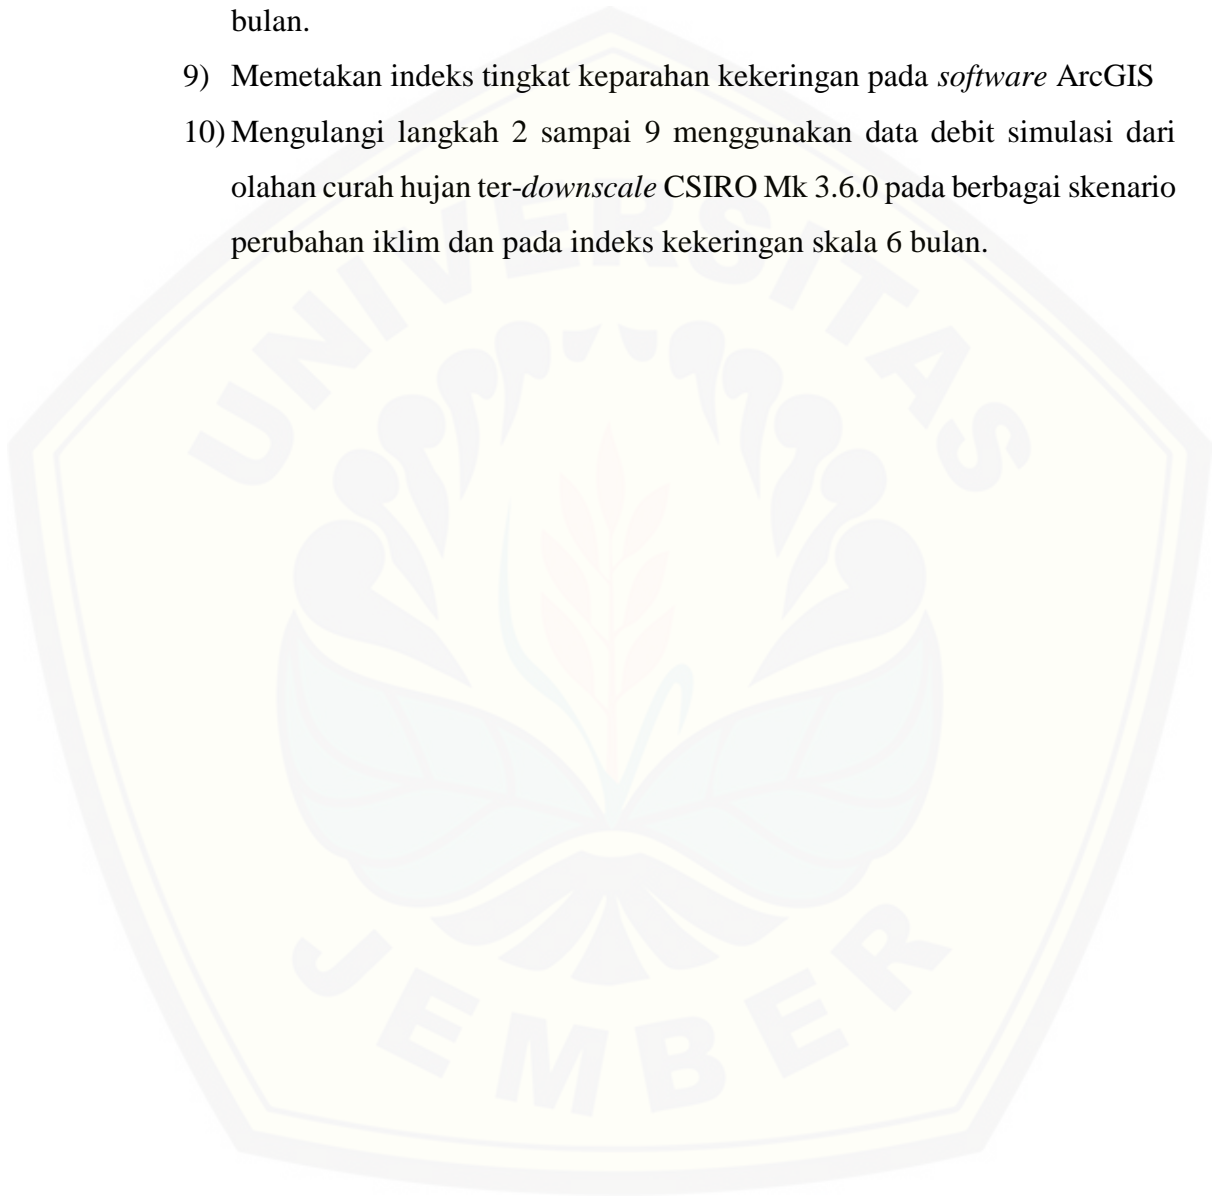 bulan.
9) Memetakan indeks tingkat keparahan kekeringan pada software ArcGIS
10) Mengulangi langkah 2 sampai 9 menggunakan data debit simulasi dari
olahan curah hujan ter-downscale CSIRO Mk 3.6.0 pada berbagai skenario
perubahan iklim dan pada indeks kekeringan skala 6 bulan.
UNIVERSITAS
JEMBER